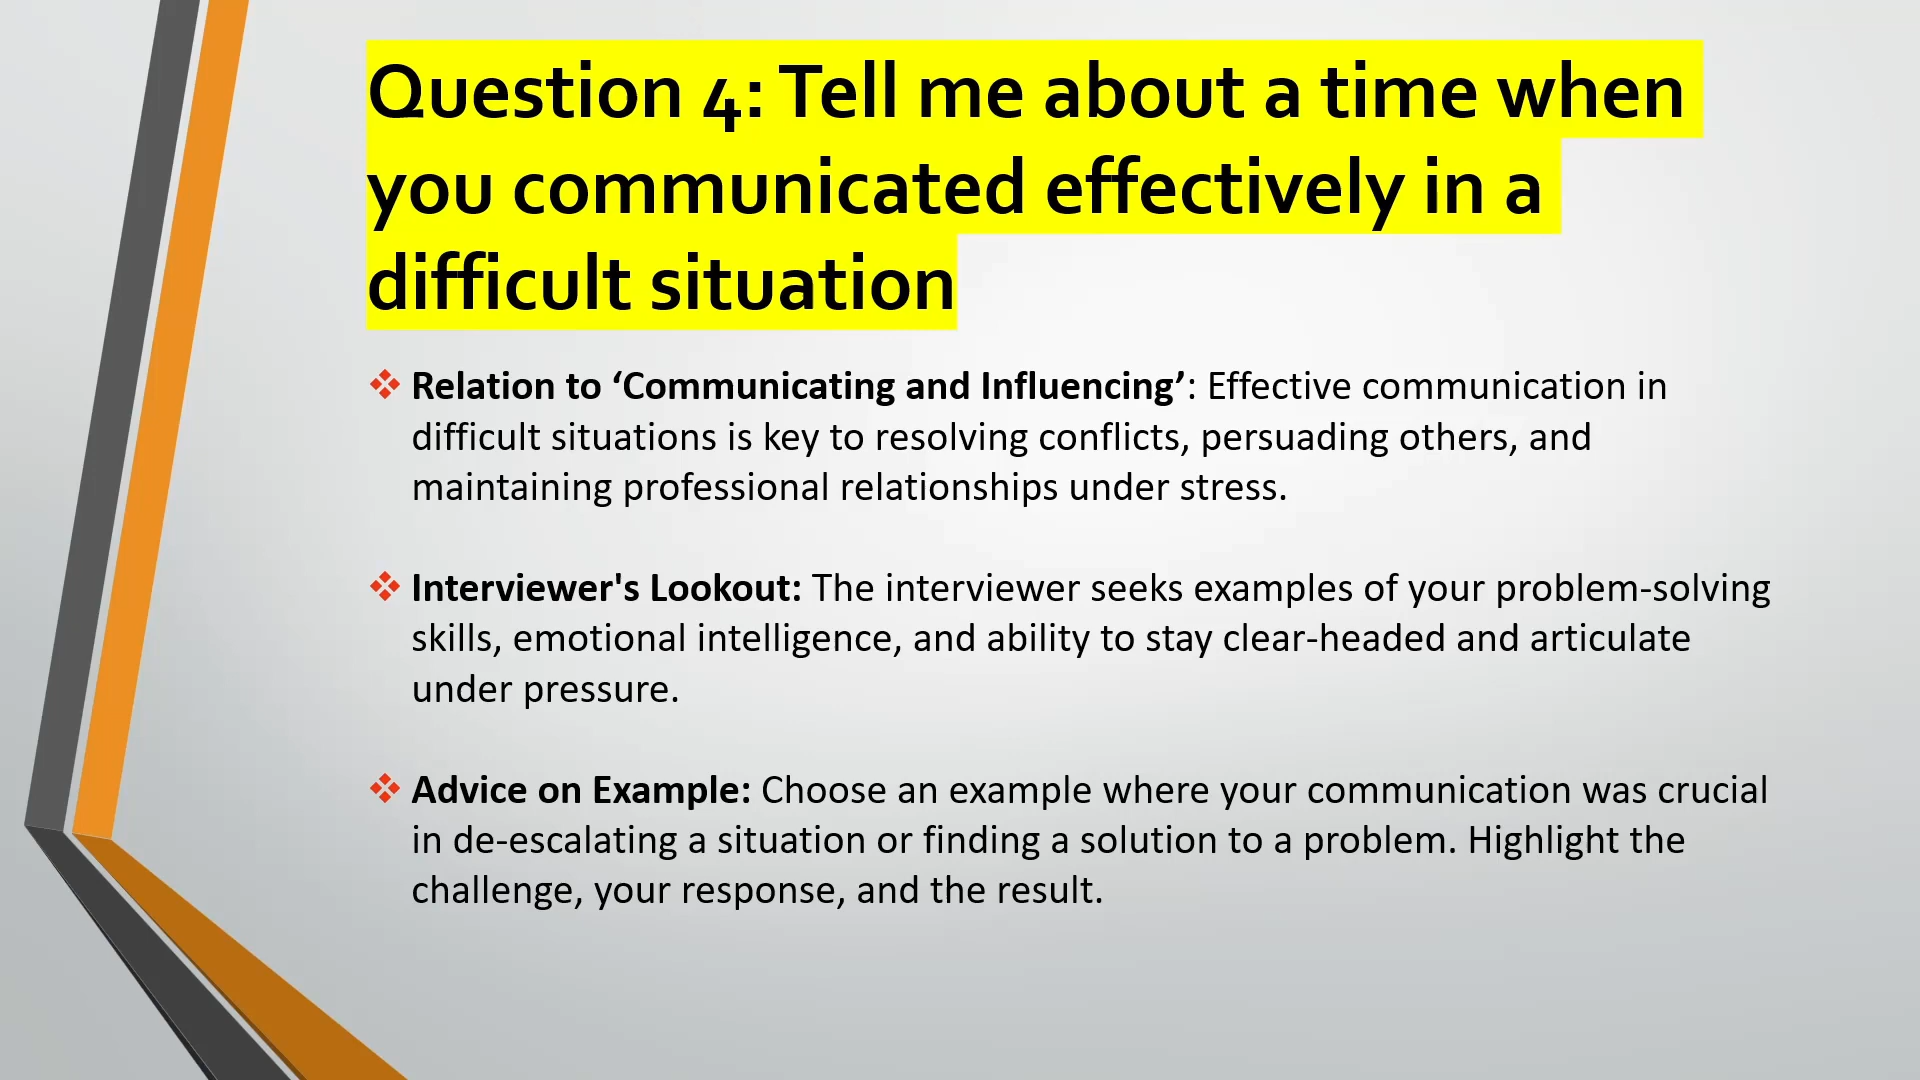 Question 4: Tell me about a time when
you communicated effectively in a
difficult situation
❖ Relation to ‘Communicating and Influencing’: Effective communication in
difficult situations is key to resolving conflicts, persuading others, and
maintaining professional relationships under stress.
❖ Interviewer's Lookout: The interviewer seeks examples of your problem-solving
skills, emotional intelligence, and ability to stay clear-headed and articulate
under pressure.
❖ Advice on Example: Choose an example where your communication was crucial
in de-escalating a situation or finding a solution to a problem. Highlight the
challenge, your response, and the result.